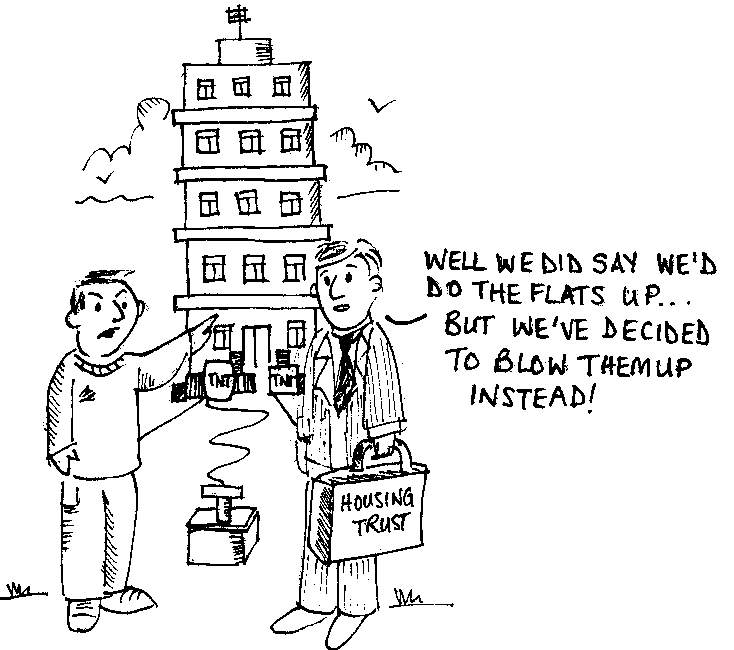 WELL WE DID SAY WE'D
DO THE FLATS UP...
BUT WE'VE DECIDED
TO BLOW THEM UP
INSTEAD!
TNT
TNT
HOUSING
TRUST